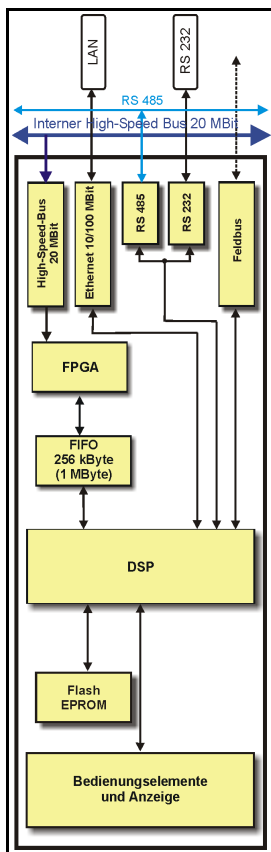 LAN
RS 232
RS 485
Interner High-Speed Bus 20 MBit
High-Speed-Bus
20 MBit
Ethernet 10/100 MBit
RS 485
RS 232
Feldbus
FPGA
FIFO
256 kByte
(1 MByte)
DSP
Flash
EPROM
Bedienungselemente
und Anzeige